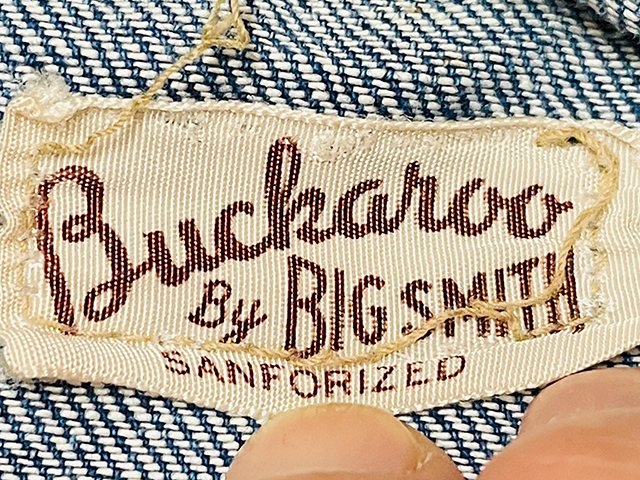 Buckaroo
By BIG SMITH
SANFORIZED